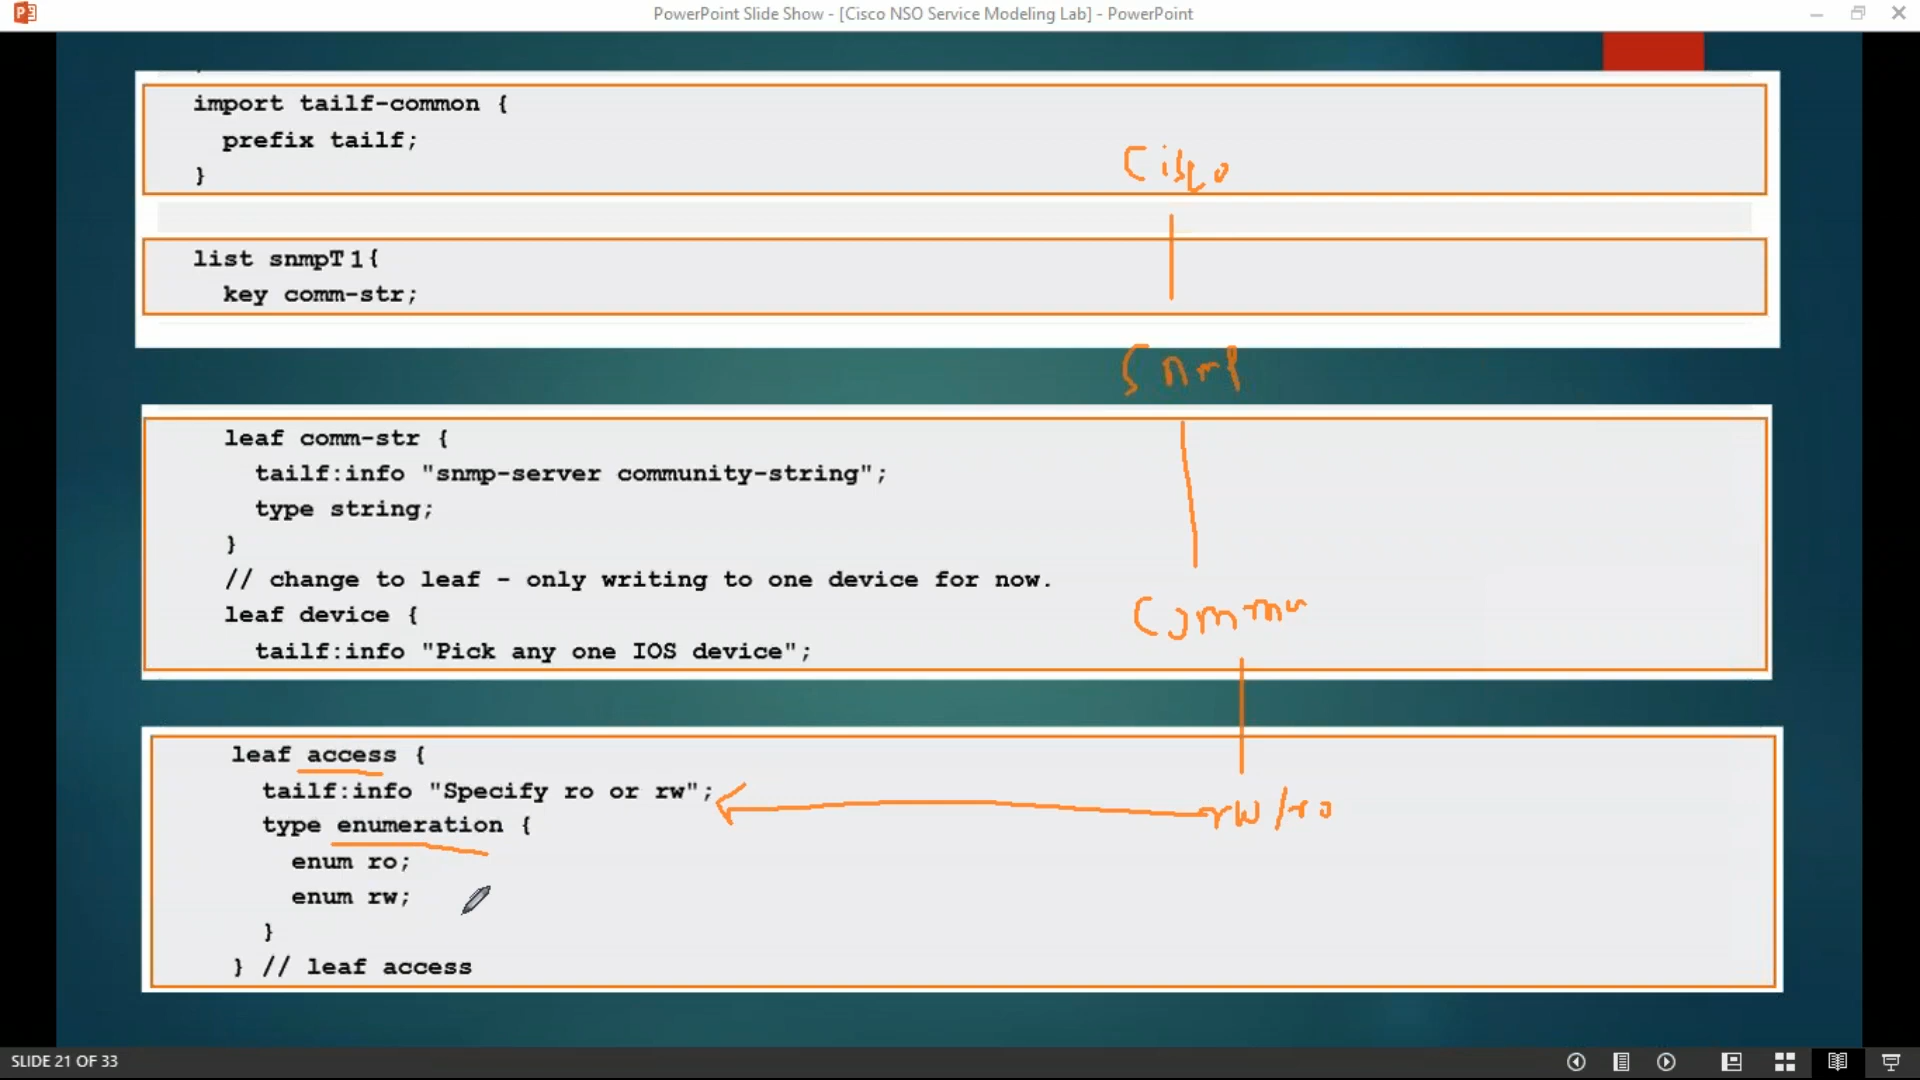 PowerPoint Slide Show - [Cisco NSO Service Modeling Lab] - PowerPoint
import tailf-common {
prefix tailf;
}
Cisco
list snmpT1{
key comm-str;
Snmp
leaf comm-str {
tailf:info "snmp-server community-string";
type string;
}
// change to leaf - only writing to one device for now.
leaf device {
tailf:info "Pick any one IOS device";
Commu
leaf access {
tailf:info "Specify ro or rw";
rw/ro
type enumeration {
enum ro;
enum rw;
}
} // leaf access
SLIDE 21 OF 33